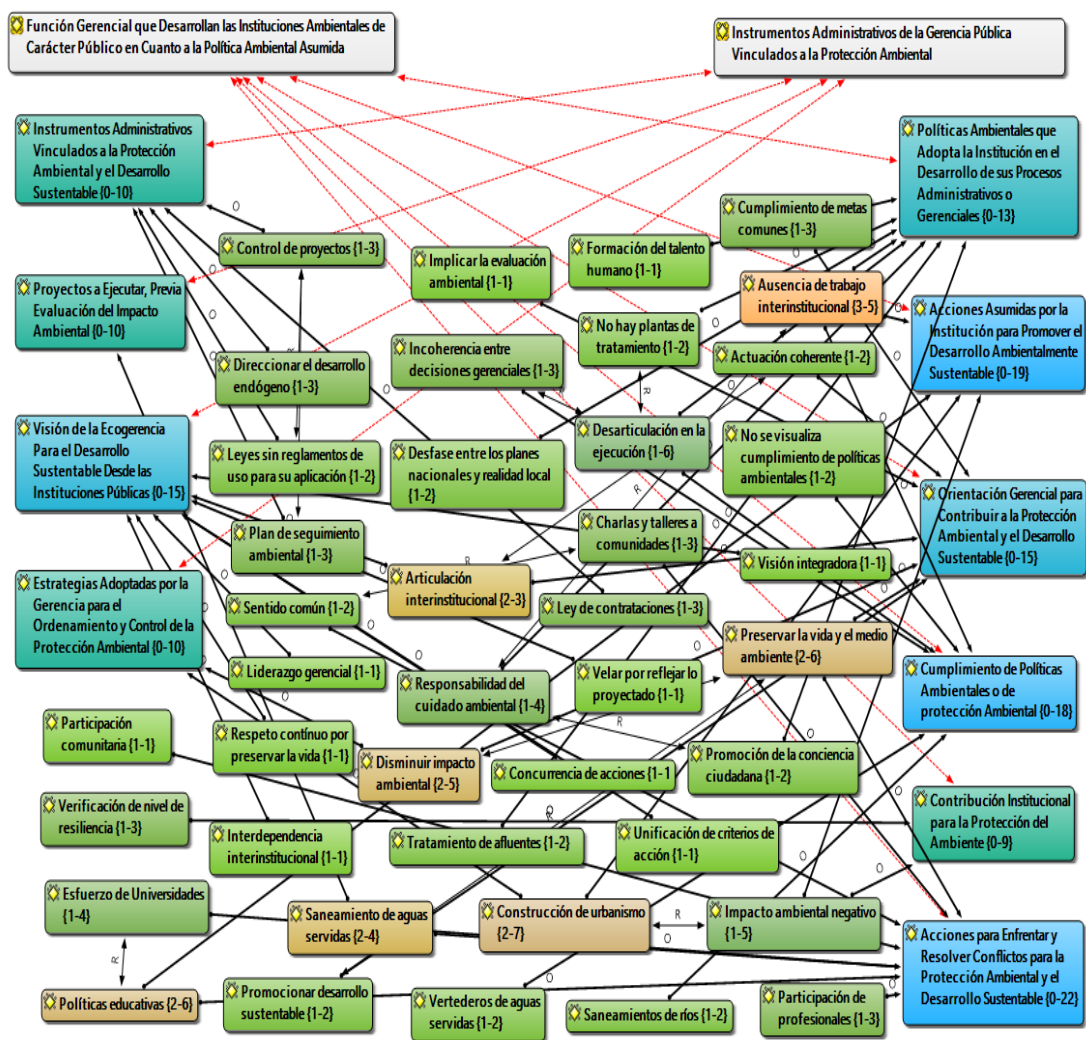 Función Gerencial que Desarrollan las Instituciones Ambientales de
Carácter Público en Cuanto a la Política Ambiental Asumida
Instrumentos Administrativos de la Gerencia Pública
Vinculados a la Protección Ambiental
Instrumentos Administrativos
Vinculados a la Protección
Ambiental y el Desarrollo
Sustentable {0-10}
Políticas Ambientales que
Adopta la Institución en el
Desarrollo de sus Procesos
Administrativos o
Gerenciales {0-13}
Cumplimiento de metas
comunes {1-3}
Control de proyectos {1-3}
Implicar la evaluación
ambiental {1-1}
Formación del talento
humano {1-1}
Ausencia de trabajo
interinstitucional {3-5}
Proyectos a Ejecutar, Previa
Evaluación del Impacto
Ambiental {0-10}
Acciones Asumidas por la
Institución para Promover el
Desarrollo Ambientalmente
Sustentable {0-19}
No hay plantas de
tratamiento {1-2}
Incoherencia entre
decisiones gerenciales {1-3}
Actuación coherente {1-2}
Direccionar el desarrollo
endógeno {1-3}
Visión de la Ecogerencia
Para el Desarrollo
Sustentable Desde las
Instituciones Públicas {0-15}
Desarticulación en la
ejecución {1-6}
No se visualiza
cumplimiento de políticas
ambientales {1-2}
Leyes sin reglamentos de
uso para su aplicación {1-2}
Desfase entre los planes
nacionales y realidad local
{1-2}
Orientación Gerencial para
Contribuir a la Protección
Ambiental y el Desarrollo
Sustentable {0-15}
Plan de seguimiento
ambiental {1-3}
Charlas y talleres a
comunidades {1-3}
Visión integradora {1-1}
Articulación
interinstitucional {2-3}
Estrategias Adoptadas por la
Gerencia para el
Ordenamiento y Control de la
Protección Ambiental {0-10}
Sentido común {1-2}
Ley de contrataciones {1-3}
Preservar la vida y el medio
ambiente {2-6}
Liderazgo gerencial {1-1}
Responsabilidad del
cuidado ambiental {1-4}
Velar por reflejar lo
proyectado {1-1}
Cumplimiento de Políticas
Ambientales o de
protección Ambiental {0-18}
Participación
comunitaria {1-1}
Respeto contínuo por
preservar la vida {1-1}
Disminuir impacto
ambiental {2-5}
Concurrencia de acciones {1-1
Promoción de la conciencia
ciudadana {1-2}
Verificación de nivel de
resiliencia {1-3}
Contribución Institucional
para la Protección del
Ambiente {0-9}
Interdependencia
interinstitucional {1-1}
Tratamiento de afluentes {1-2}
Unificación de criterios de
acción {1-1}
Esfuerzo de Universidades
{1-4}
Saneamiento de aguas
servidas {2-4}
Construcción de urbanismo
{2-7}
Impacto ambiental negativo
{1-5}
Acciones para Enfrentar y
Resolver Conflictos para la
Protección Ambiental y el
Desarrollo Sustentable {0-22}
Políticas educativas {2-6}
Promocionar desarrollo
sustentable {1-2}
Vertederos de aguas
servidas {1-2}
Saneamientos de ríos {1-2}
Participación de
profesionales {1-3}